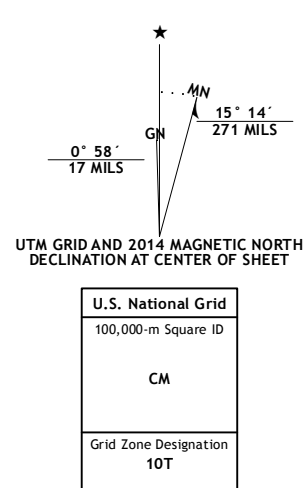 ★
MN
15° 14´
271 MILS
GN
0° 58´
17 MILS
UTM GRID AND 2014 MAGNETIC NORTH
DECLINATION AT CENTER OF SHEET
U.S. National Grid
100,000-m Square ID
CM
Grid Zone Designation
10T